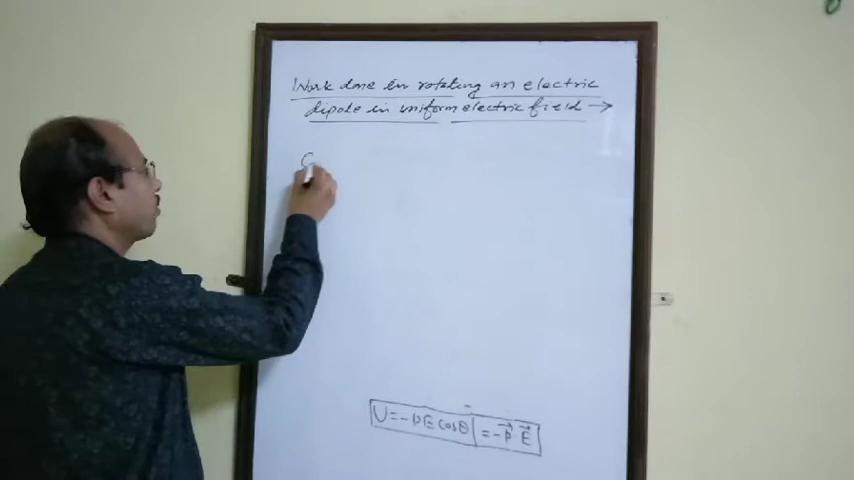 Work done in rotating an electric
dipole in uniform electric field →
C
U = - pE cosθ = - p⃗ E⃗